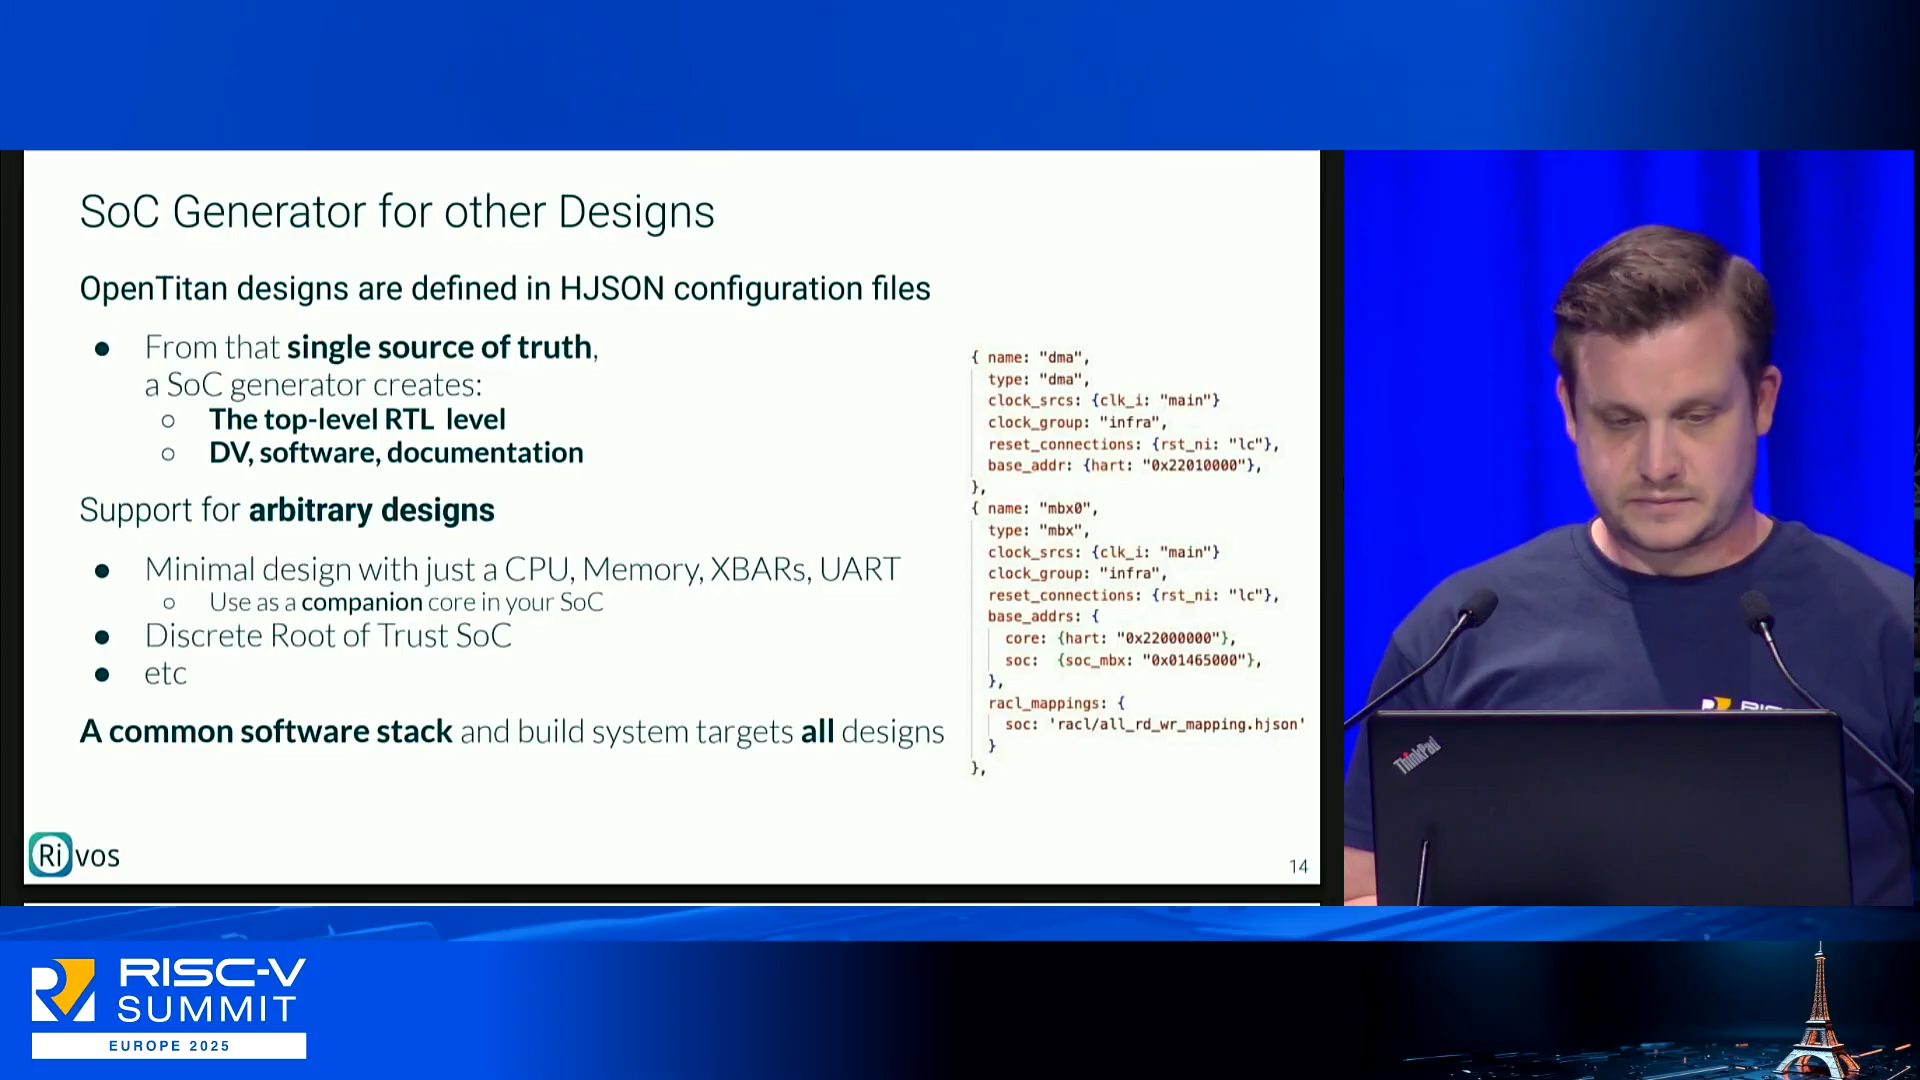 SoC Generator for other Designs
OpenTitan designs are defined in HJSON configuration files
● From that single source of truth,
a SoC generator creates:
○ The top-level RTL level
○ DV, software, documentation
Support for arbitrary designs
● Minimal design with just a CPU, Memory, XBARs, UART
○ Use as a companion core in your SoC
● Discrete Root of Trust SoC
● etc
A common software stack and build system targets all designs
{ name: "dma",
type: "dma",
clock_srcs: {clk_i: "main"}
clock_group: "infra",
reset_connections: {rst_ni: "lc"},
base_addr: {hart: "0x22010000"},
},
{ name: "mbx0",
type: "mbx",
clock_srcs: {clk_i: "main"}
clock_group: "infra",
reset_connections: {rst_ni: "lc"},
base_addrs: {
core: {hart: "0x22000000"},
soc: {soc_mbx: "0x01465000"},
},
racl_mappings: {
soc: 'racl/all_rd_wr_mapping.hjson'
}
},
Rivos
14
ThinkPad
RISC-V
SUMMIT
EUROPE 2025